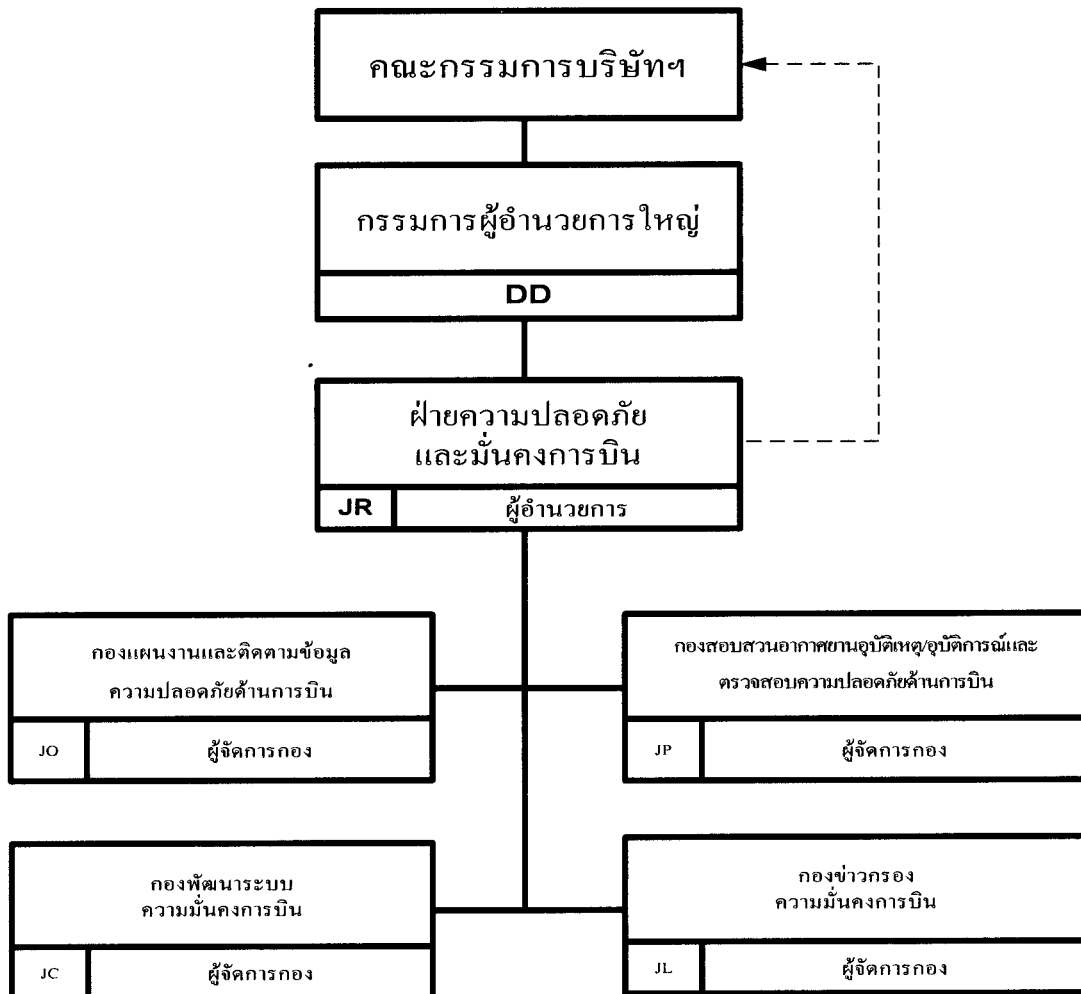 คณะกรรมการบริษัทฯ
กรรมการผู้อำนวยการใหญ่
DD
ฝ่ายความปลอดภัย
และมั่นคงการบิน
JR ผู้อำนวยการ
กองแผนงานและติดตามข้อมูล
ความปลอดภัยด้านการบิน
JO ผู้จัดการกอง
กองสอบสวนอากาศยานอุบัติเหตุ/อุบัติการณ์และ
ตรวจสอบความปลอดภัยด้านการบิน
JP ผู้จัดการกอง
กองพัฒนาระบบ
ความมั่นคงการบิน
JC ผู้จัดการกอง
กองข่าวกรอง
ความมั่นคงการบิน
JL ผู้จัดการกอง